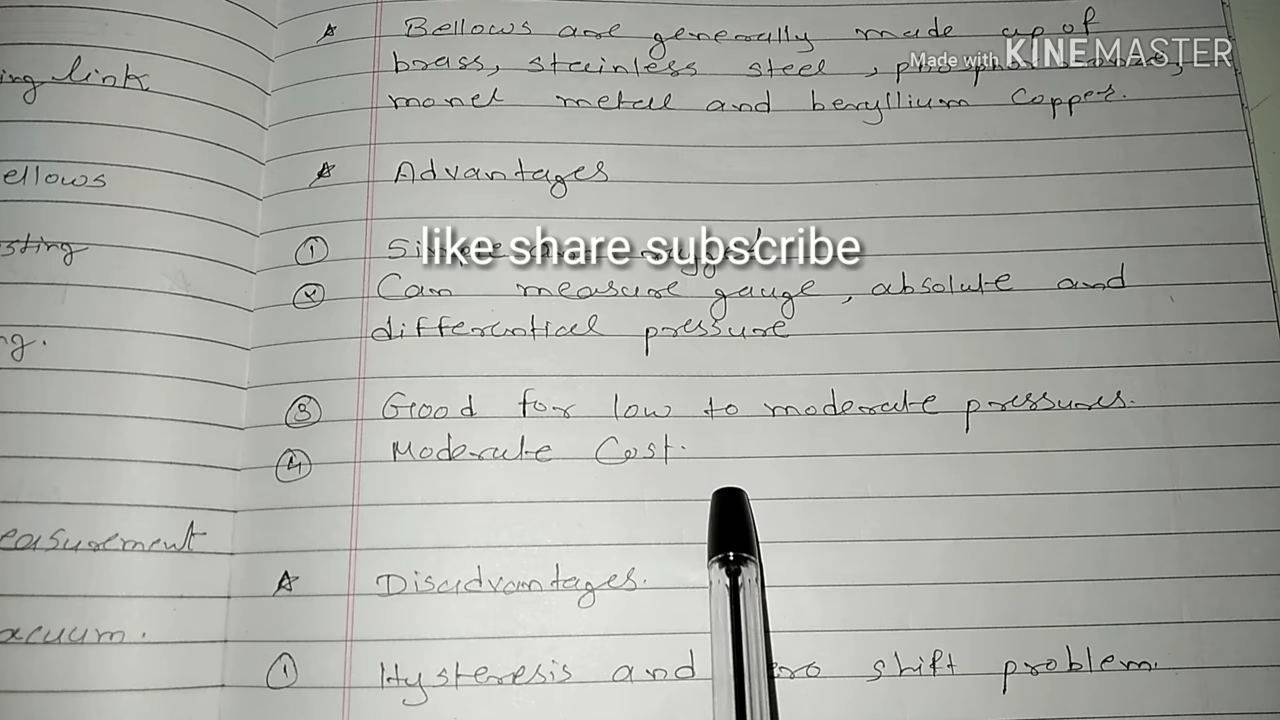 ing link
ellows
sting
ng.
easurement
acuum.
Bellows are generally made up of
brass, stainless steel,
monel metal and beryllium copper.
Advantages
①
② Can measure gauge, absolute and
differential pressure
③ Good for low to moderate pressures.
④ Moderate Cost.
Disadvantages.
① Hysteresis and shift problem.
Made with KINEMASTER
like share subscribe